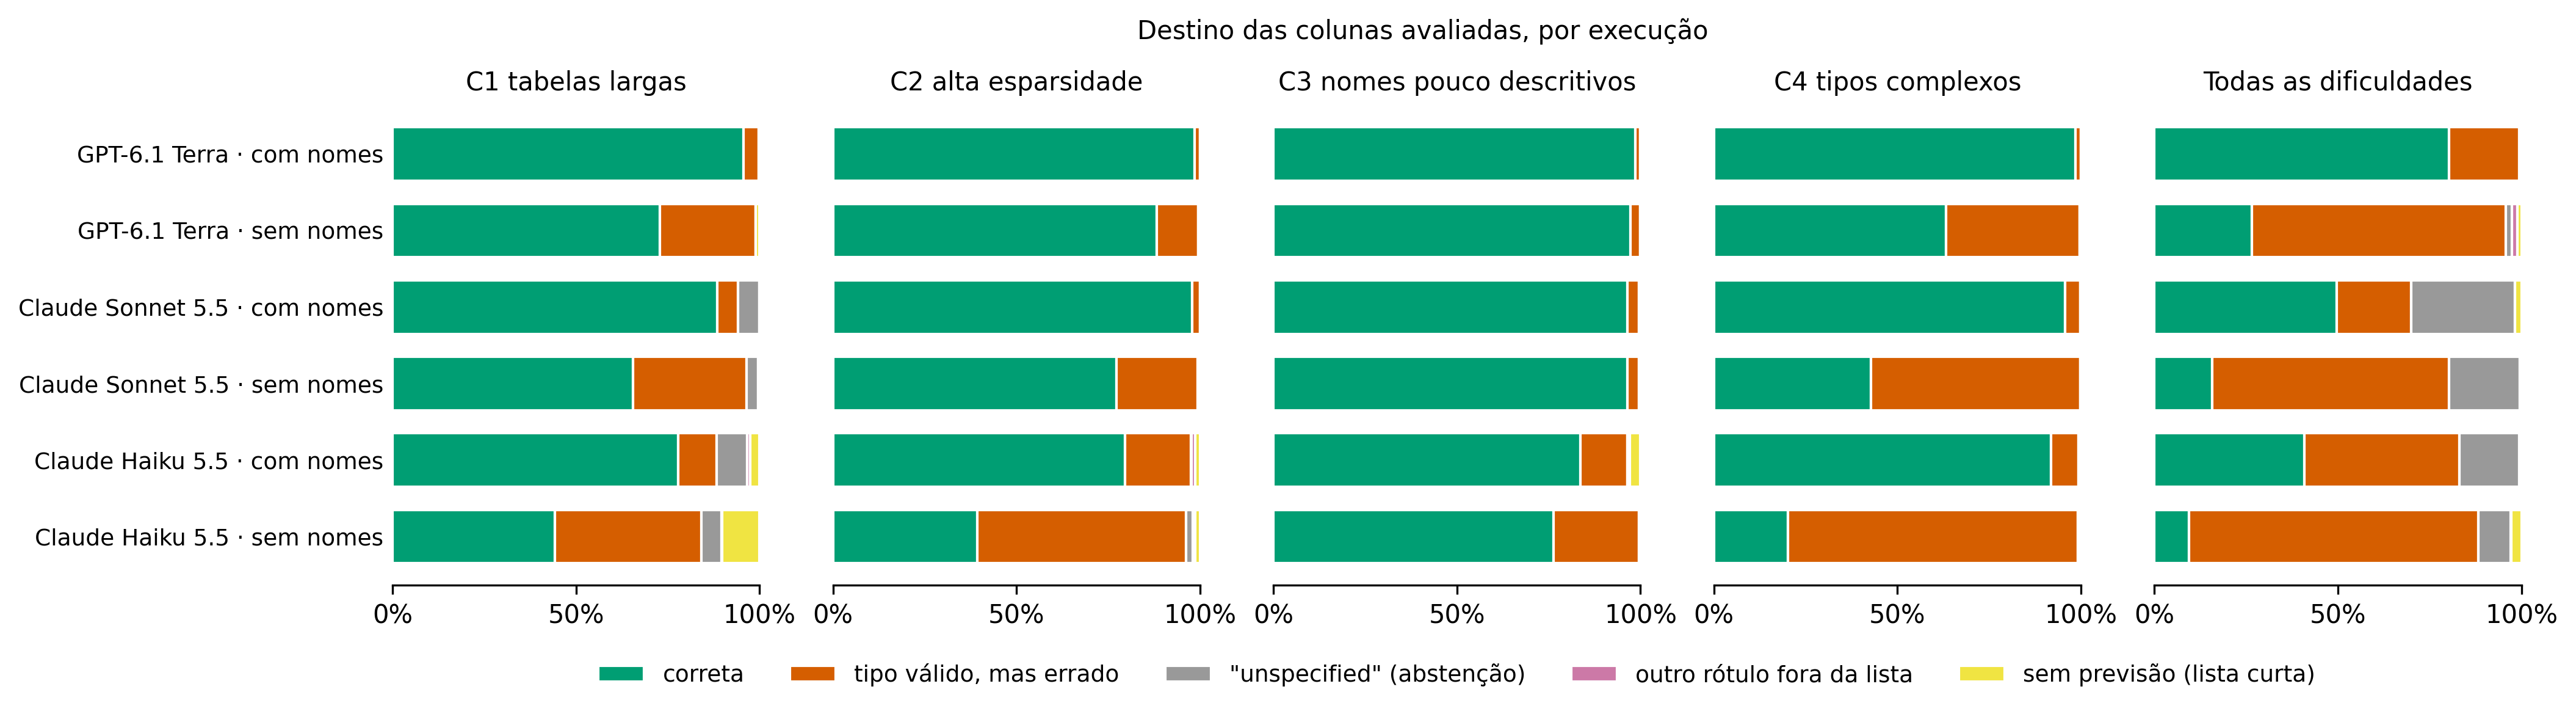 Destino das colunas avaliadas, por execução
C1 tabelas largas
C2 alta esparsidade
C3 nomes pouco descritivos
C4 tipos complexos
Todas as dificuldades
GPT-6.1 Terra · com nomes
GPT-6.1 Terra · sem nomes
Claude Sonnet 5.5 · com nomes
Claude Sonnet 5.5 · sem nomes
Claude Haiku 5.5 · com nomes
Claude Haiku 5.5 · sem nomes
0% 50% 100% 0% 50% 100% 0% 50% 100% 0% 50% 100% 0% 50% 100%
correta
tipo válido, mas errado
"unspecified" (abstenção)
outro rótulo fora da lista
sem previsão (lista curta)